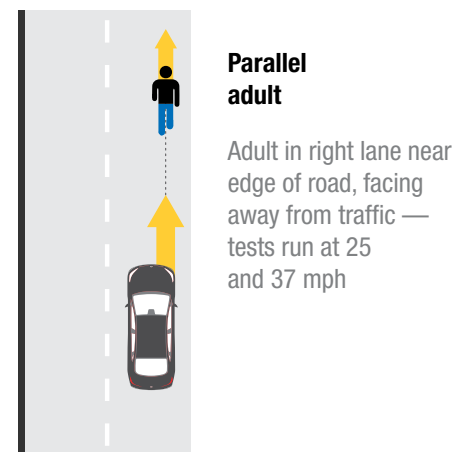 Parallel
adult
Adult in right lane near
edge of road, facing
away from traffic —
tests run at 25
and 37 mph